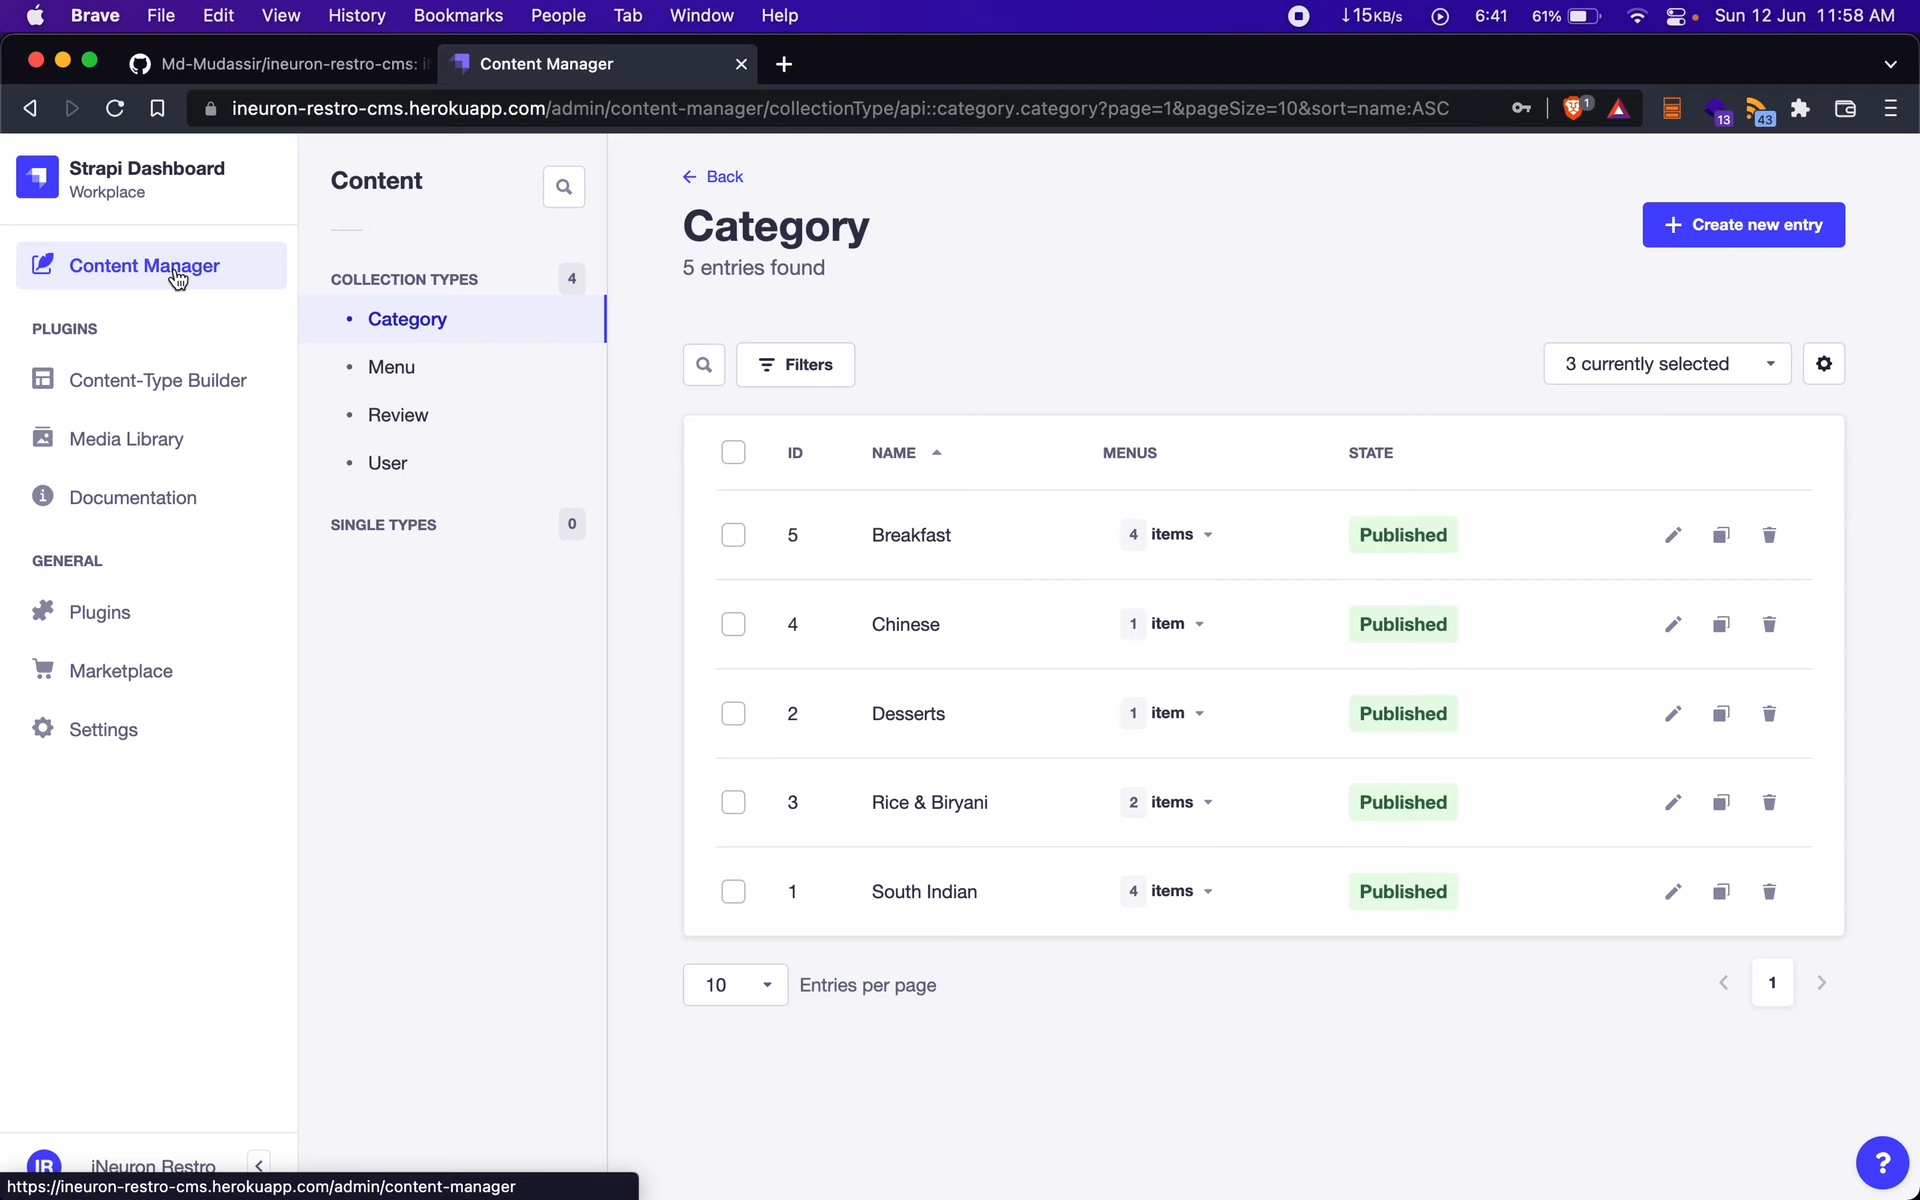 Brave File Edit View History Bookmarks People Tab Window Help ↓15KB/s 6:41 61% Sun 12 Jun 11:58 AM
Md-Mudassir/ineuron-restro-cms: Content Manager
ineuron-restro-cms.herokuapp.com/admin/content-manager/collectionType/api::category.category?page=1&pageSize=10&sort=name:ASC 1 13 43
Strapi Dashboard
Workplace
Content Manager
PLUGINS
Content-Type Builder
Media Library
Documentation
GENERAL
Plugins
Marketplace
Settings
IR iNeuron Restro
https://ineuron-restro-cms.herokuapp.com/admin/content-manager
Content
COLLECTION TYPES 4
• Category
• Menu
• Review
• User
SINGLE TYPES 0
← Back
Category
5 entries found
+ Create new entry
Filters
3 currently selected
ID NAME MENUS STATE
5 Breakfast 4 items Published
4 Chinese 1 item Published
2 Desserts 1 item Published
3 Rice & Biryani 2 items Published
1 South Indian 4 items Published
10 Entries per page
1
?